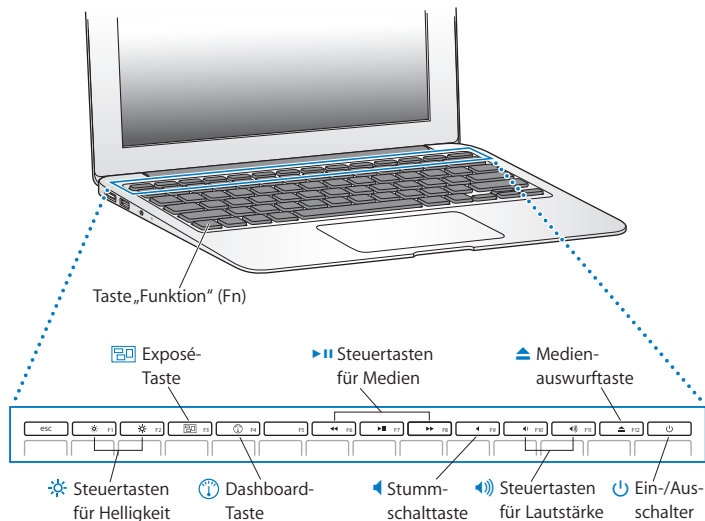 Taste „Funktion“ (Fn)
Exposé-
Taste
Steuertasten
für Medien
Medien-
auswurftaste
esc F1 F2 F3 F4 F5 F6 F7 F8 F9 F10 F11 F12
Steuertasten
für Helligkeit
Dashboard-
Taste
Stumm-
schalttaste
Steuertasten
für Lautstärke
Ein-/Aus-
schalter